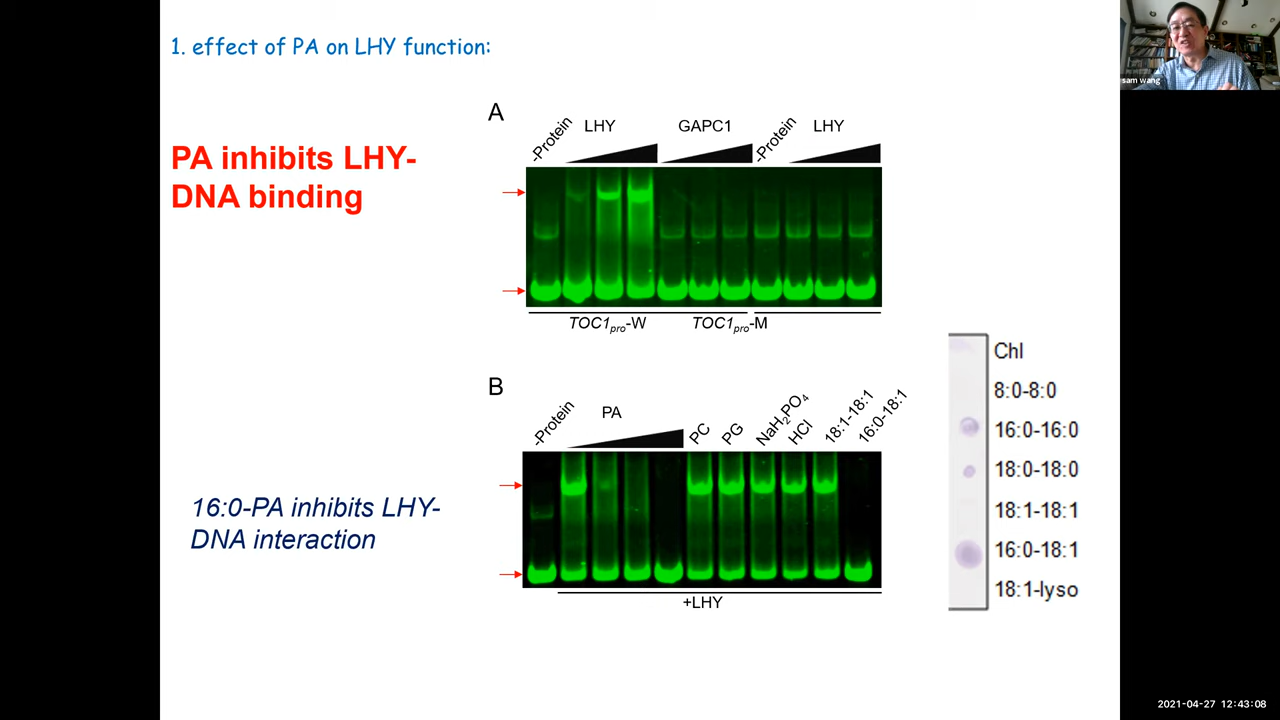 1. effect of PA on LHY function:
sam wang
PA inhibits LHY-
DNA binding
A
-Protein LHY GAPC1 -Protein LHY
TOC1pro-W TOC1pro-M
B
-Protein PA PC PG NaH2PO4 HCl 18:1-18:1 16:0-18:1
+LHY
16:0-PA inhibits LHY-
DNA interaction
Chl
8:0-8:0
16:0-16:0
18:0-18:0
18:1-18:1
16:0-18:1
18:1-lyso
2021-04-27 12:43:08